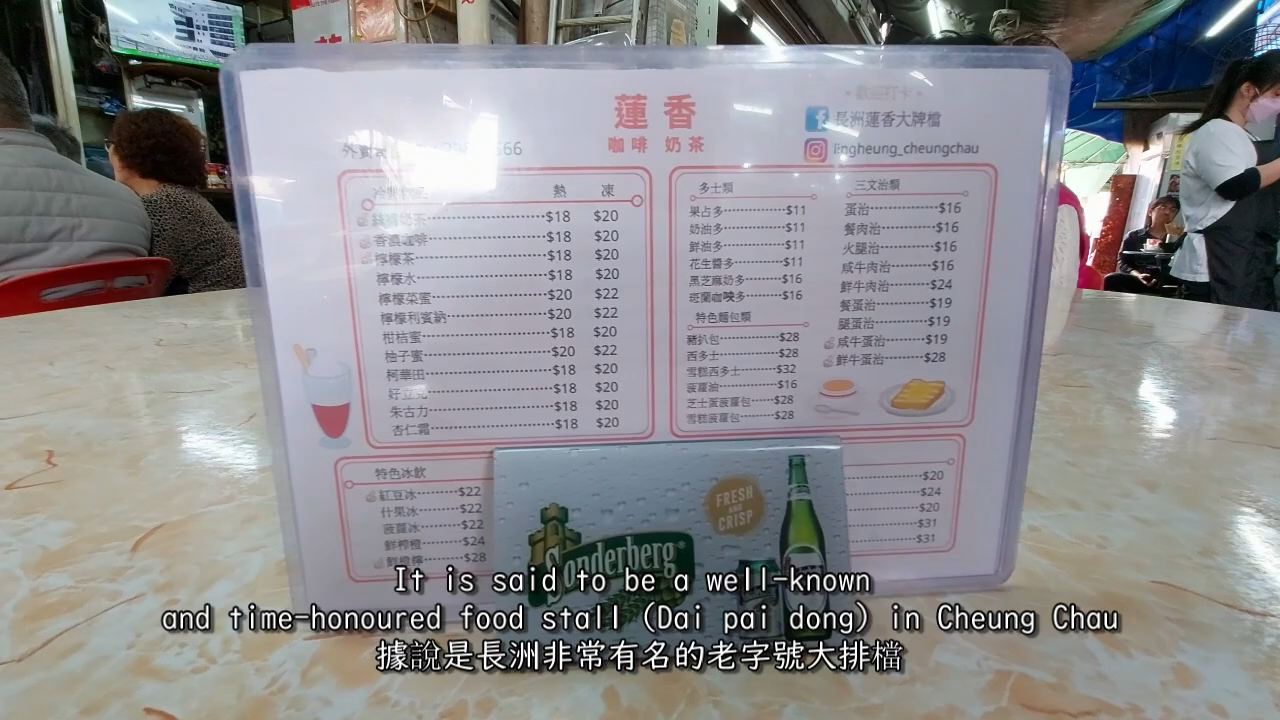 蓮香
咖啡 奶茶
長洲蓮香大牌檔
lingheung_cheungchau
熱 凍
$18 $20
香濃咖啡 $18 $20
檸檬茶 $18 $20
檸檬水 $18 $20
檸檬菜蜜 $20 $22
檸檬利賓納 $20 $22
柑桔蜜 $18 $20
柚子蜜 $20 $22
柯華田 $18 $20
好立克 $18 $20
朱古力 $18 $20
杏仁霜 $18 $20
多士類
果占多 $11
奶油多 $11
鮮油多 $11
花生醬多 $11
黑芝麻奶多 $16
斑蘭咖央多 $16
特色麵包類
豬扒包 $28
西多士 $28
雪糕西多士 $32
菠蘿油 $16
芝士蛋菠蘿包 $28
雪糕菠蘿包 $28
三文治類
蛋治 $16
餐肉治 $16
火腿治 $16
咸牛肉治 $16
鮮牛肉治 $24
餐蛋治 $19
腿蛋治 $19
咸牛蛋治 $19
鮮牛蛋治 $28
特色冰飲
紅豆冰 $22
什果冰 $22
菠蘿冰 $22
鮮榨橙 $24
$28
$20
$24
$20
$31
$31
FRESH
AND
CRISP
Sonderberg
It is said to be a well-known
and time-honoured food stall (Dai pai dong) in Cheung Chau
據說是長洲非常有名的老字號大排檔